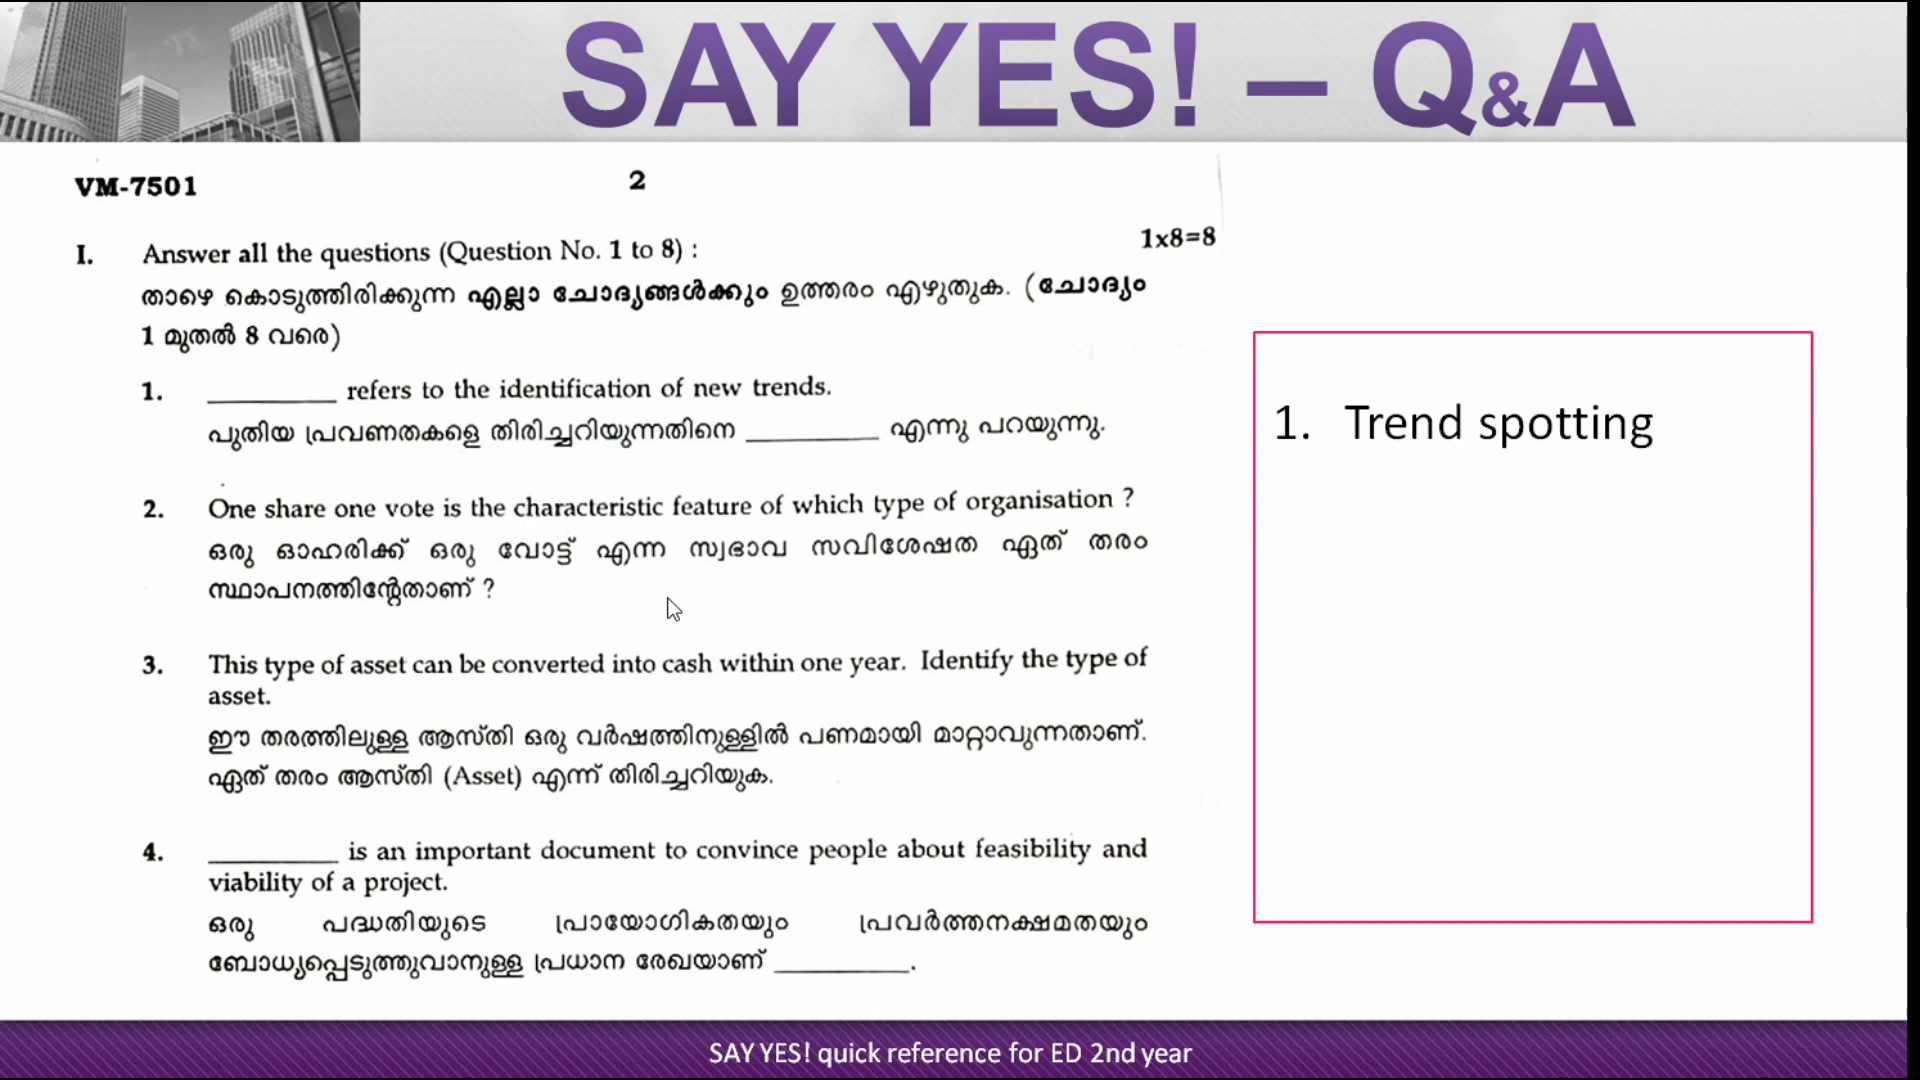 SAY YES! – Q&A
VM-7501
2
1x8=8
I. Answer all the questions (Question No. 1 to 8) :
താഴെ കൊടുത്തിരിക്കുന്ന എല്ലാ ചോദ്യങ്ങൾക്കും ഉത്തരം എഴുതുക. (ചോദ്യം
1 മുതൽ 8 വരെ)
1. __________ refers to the identification of new trends.
പുതിയ പ്രവണതകളെ തിരിച്ചറിയുന്നതിനെ __________ എന്നു പറയുന്നു.
2. One share one vote is the characteristic feature of which type of organisation ?
ഒരു ഓഹരിക്ക് ഒരു വോട്ട് എന്ന സ്വഭാവ സവിശേഷത ഏത് തരം
സ്ഥാപനത്തിന്റേതാണ് ?
3. This type of asset can be converted into cash within one year. Identify the type of
asset.
ഈ തരത്തിലുള്ള ആസ്തി ഒരു വർഷത്തിനുള്ളിൽ പണമായി മാറ്റാവുന്നതാണ്.
ഏത് തരം ആസ്തി (Asset) എന്ന് തിരിച്ചറിയുക.
4. __________ is an important document to convince people about feasibility and
viability of a project.
ഒരു പദ്ധതിയുടെ പ്രായോഗികതയും പ്രവർത്തനക്ഷമതയും
ബോധ്യപ്പെടുത്തുവാനുള്ള പ്രധാന രേഖയാണ് __________.
1. Trend spotting
SAY YES! quick reference for ED 2nd year